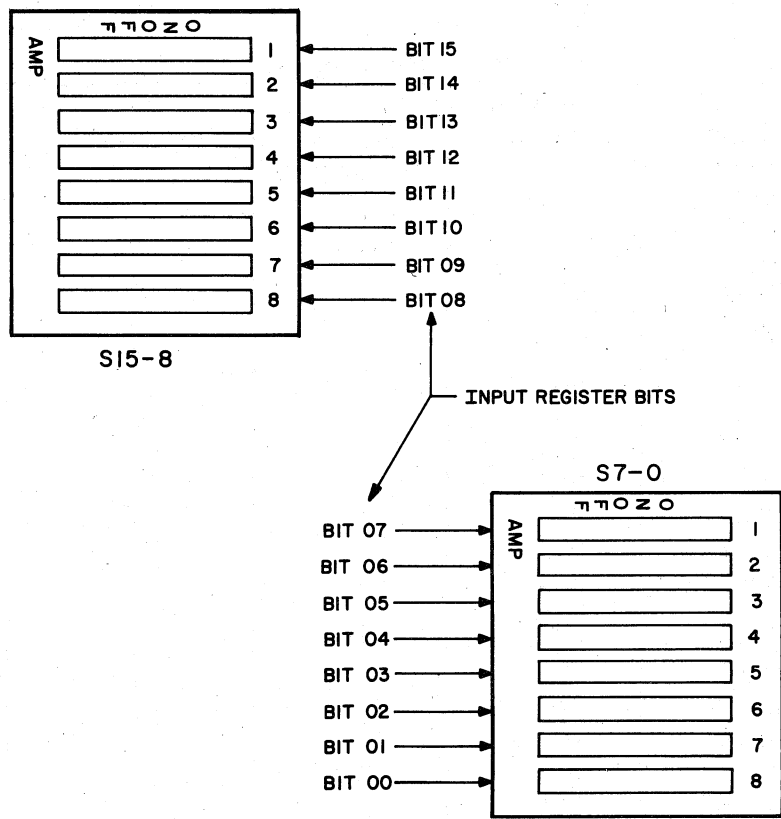 ON OFF
AMP
1 BIT 15
2 BIT 14
3 BIT 13
4 BIT 12
5 BIT 11
6 BIT 10
7 BIT 09
8 BIT 08
S15-8
INPUT REGISTER BITS
S7-0
ON OFF
AMP
BIT 07 1
BIT 06 2
BIT 05 3
BIT 04 4
BIT 03 5
BIT 02 6
BIT 01 7
BIT 00 8